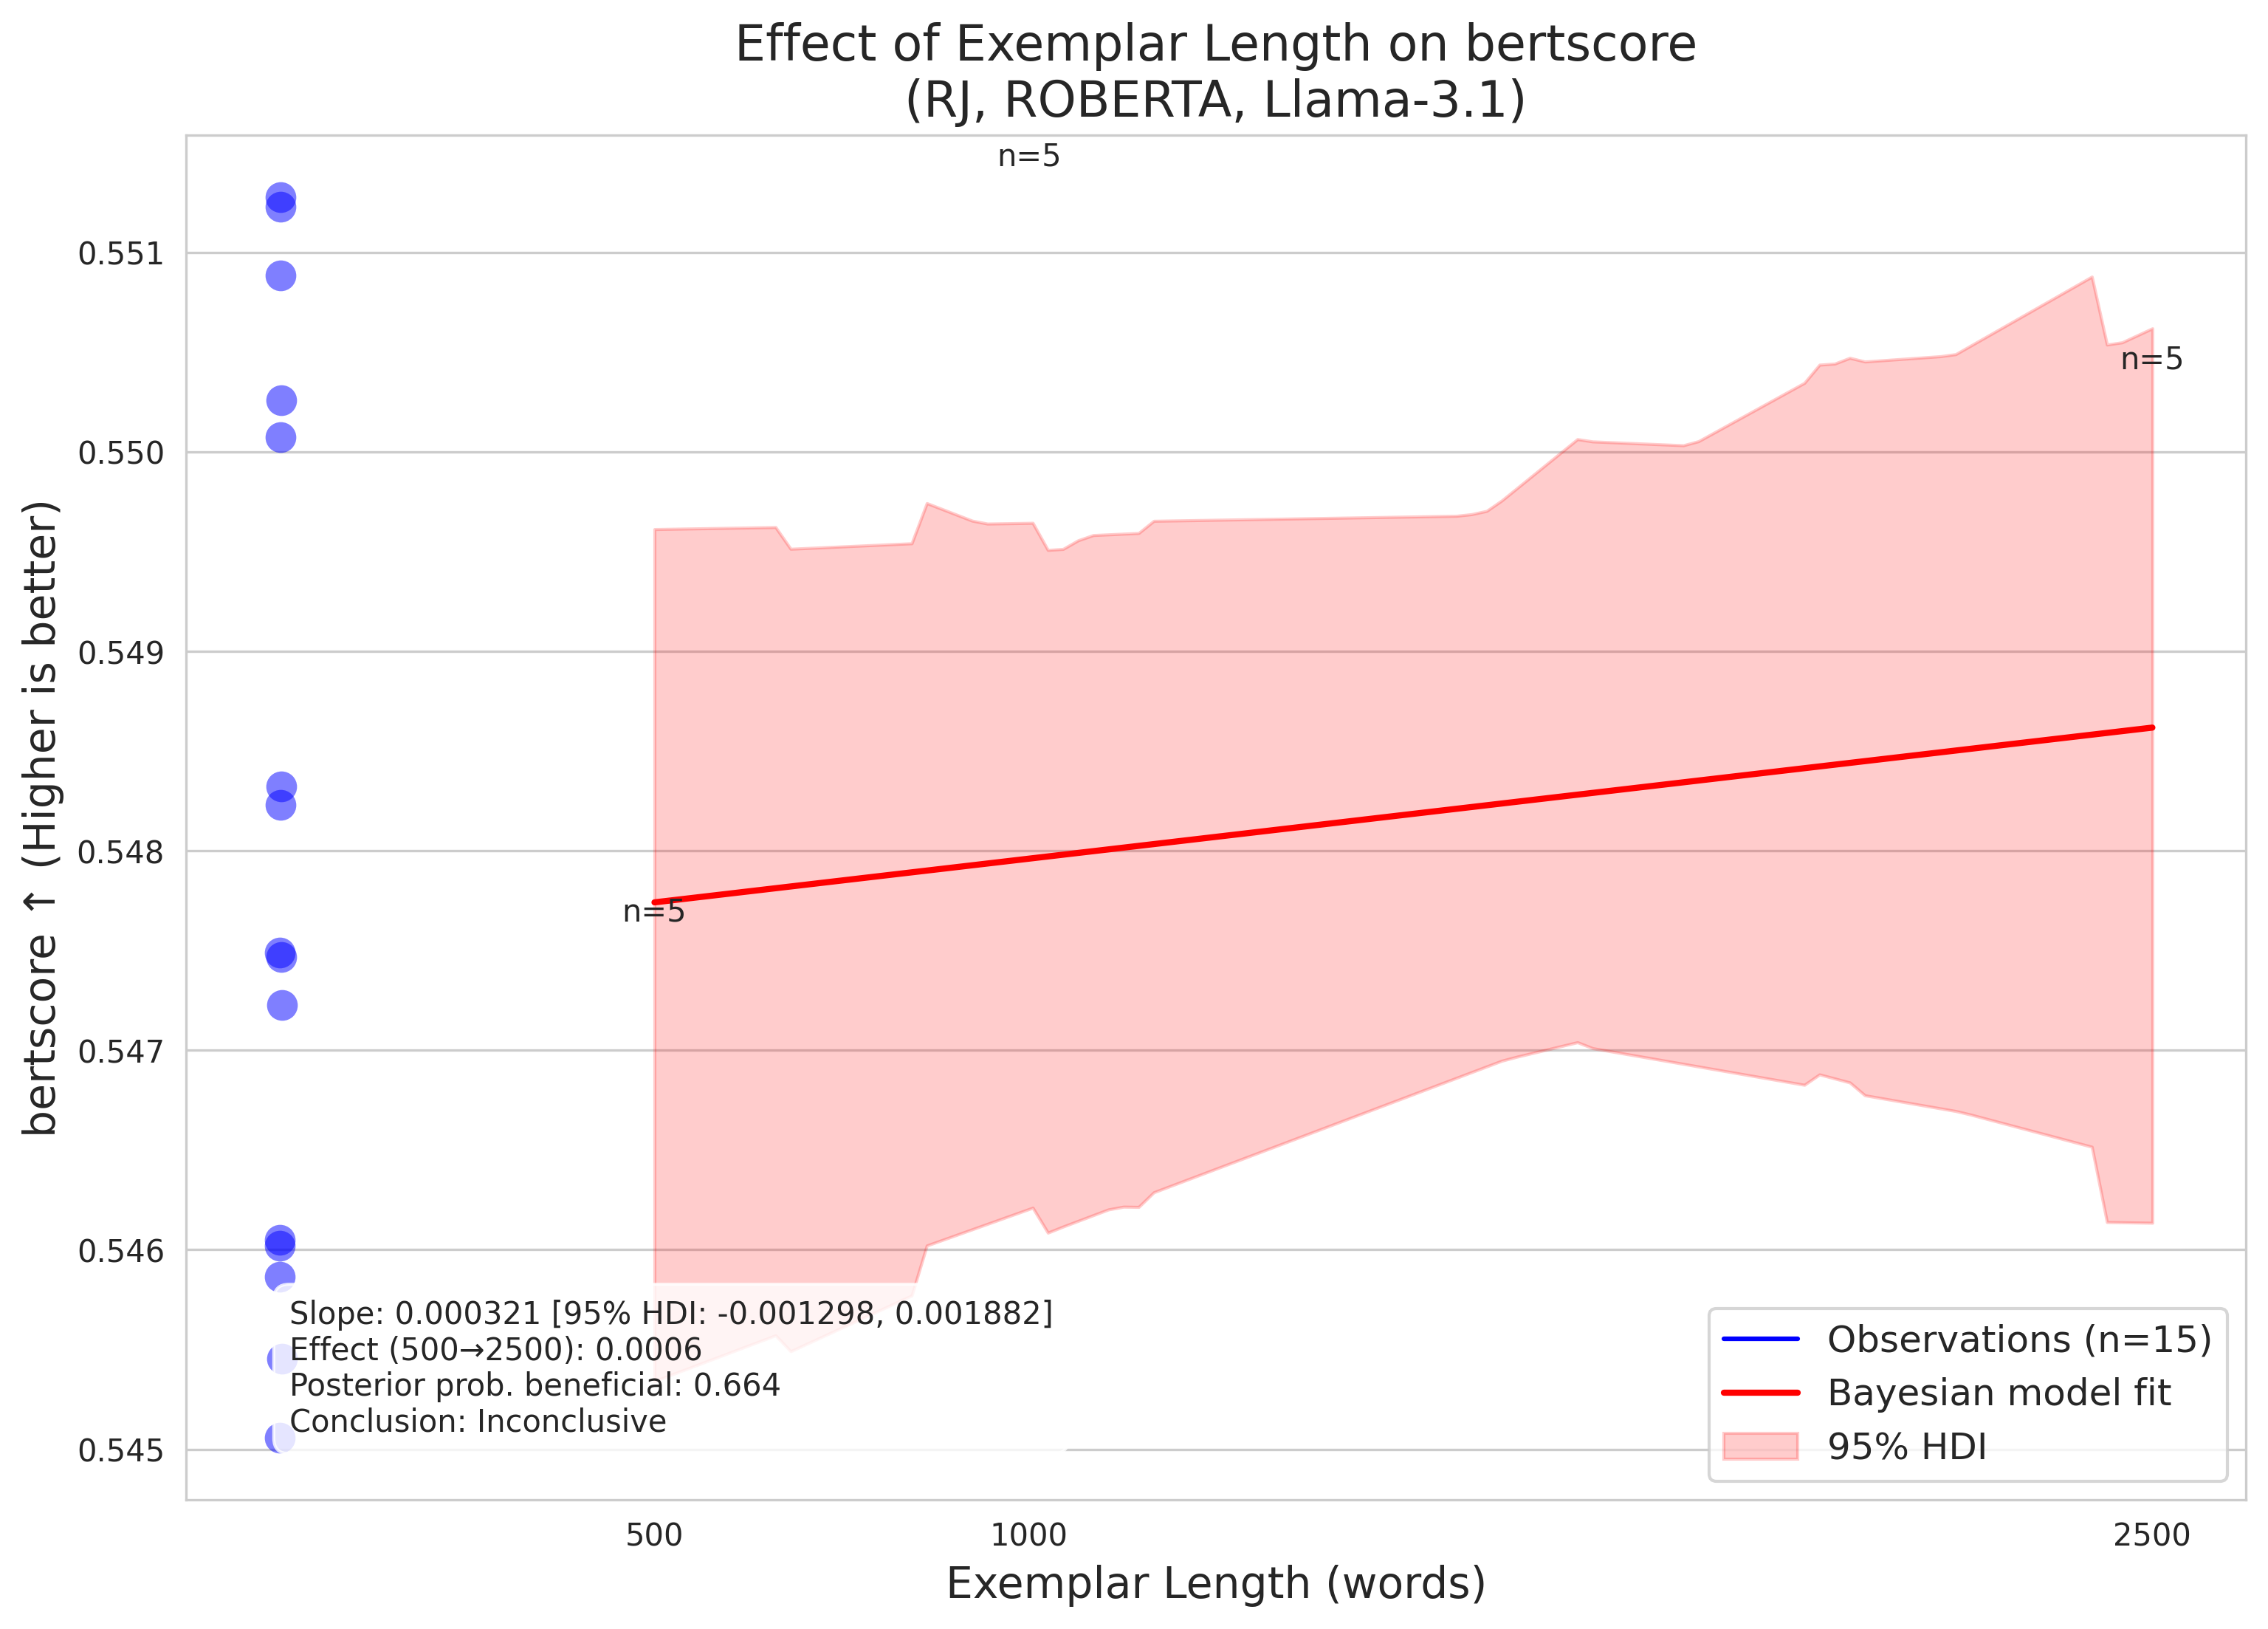 Effect of Exemplar Length on bertscore
(RJ, ROBERTA, Llama-3.1)
n=5
n=5
n=5
0.551
0.550
0.549
0.548
0.547
0.546
0.545
bertscore ↑ (Higher is better)
Slope: 0.000321 [95% HDI: -0.001298, 0.001882]
Effect (500→2500): 0.0006
Posterior prob. beneficial: 0.664
Conclusion: Inconclusive
Observations (n=15)
Bayesian model fit
95% HDI
500
1000
2500
Exemplar Length (words)